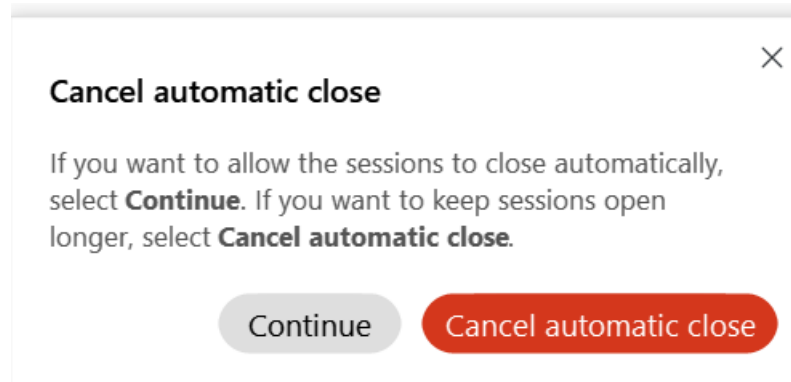 Cancel automatic close
If you want to allow the sessions to close automatically,
select Continue. If you want to keep sessions open
longer, select Cancel automatic close.
Continue
Cancel automatic close